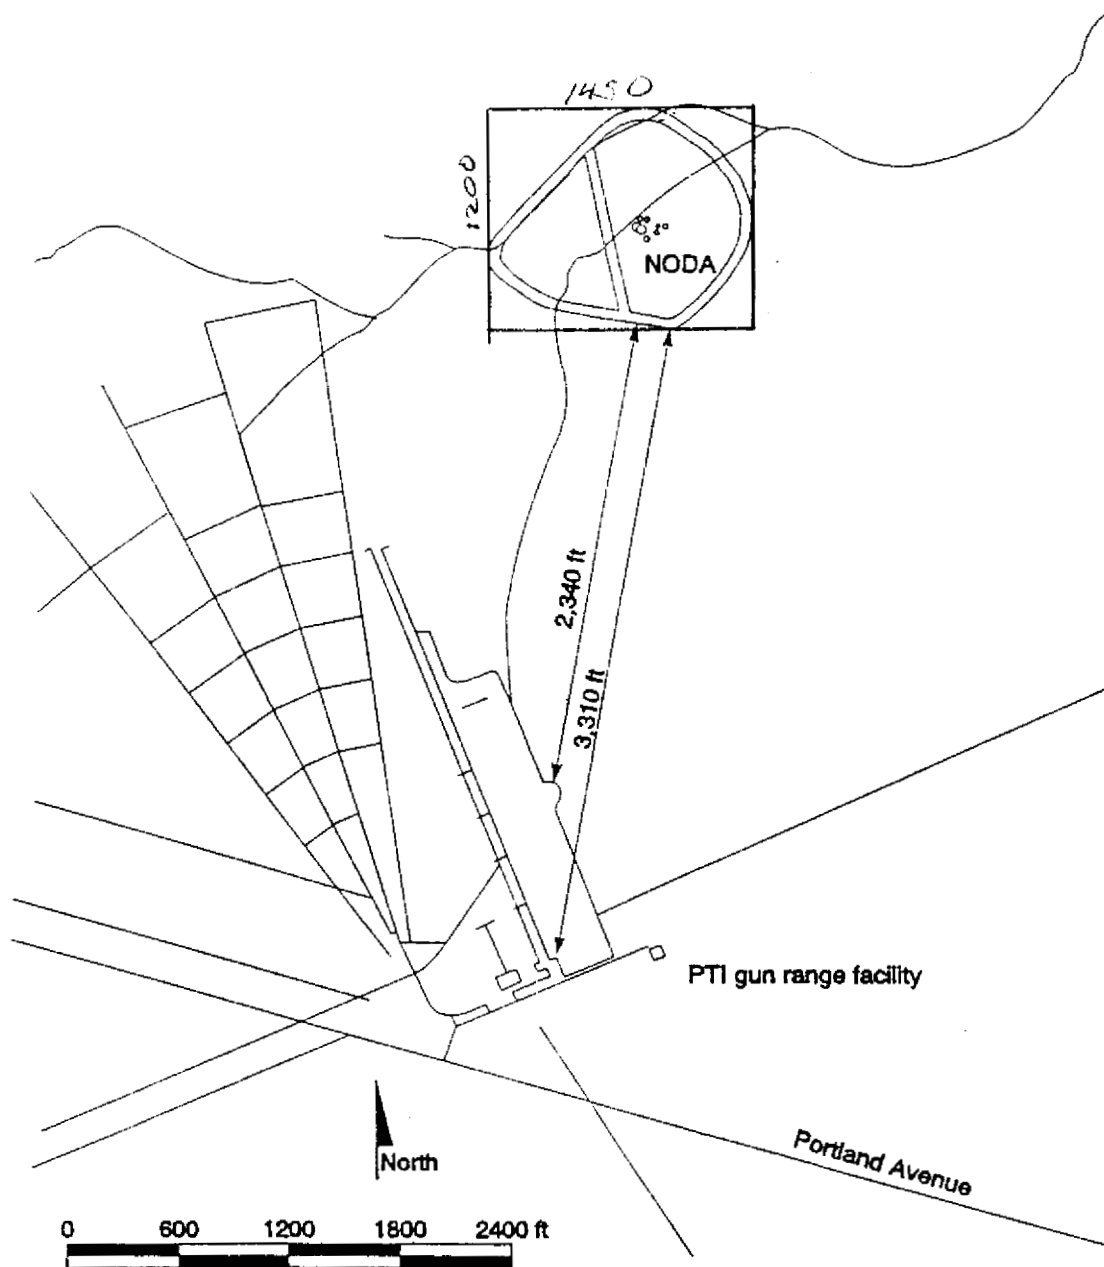 1450
1200
NODA
2,340 ft
3,310 ft
PTI gun range facility
North
Portland Avenue
0 600 1200 1800 2400 ft